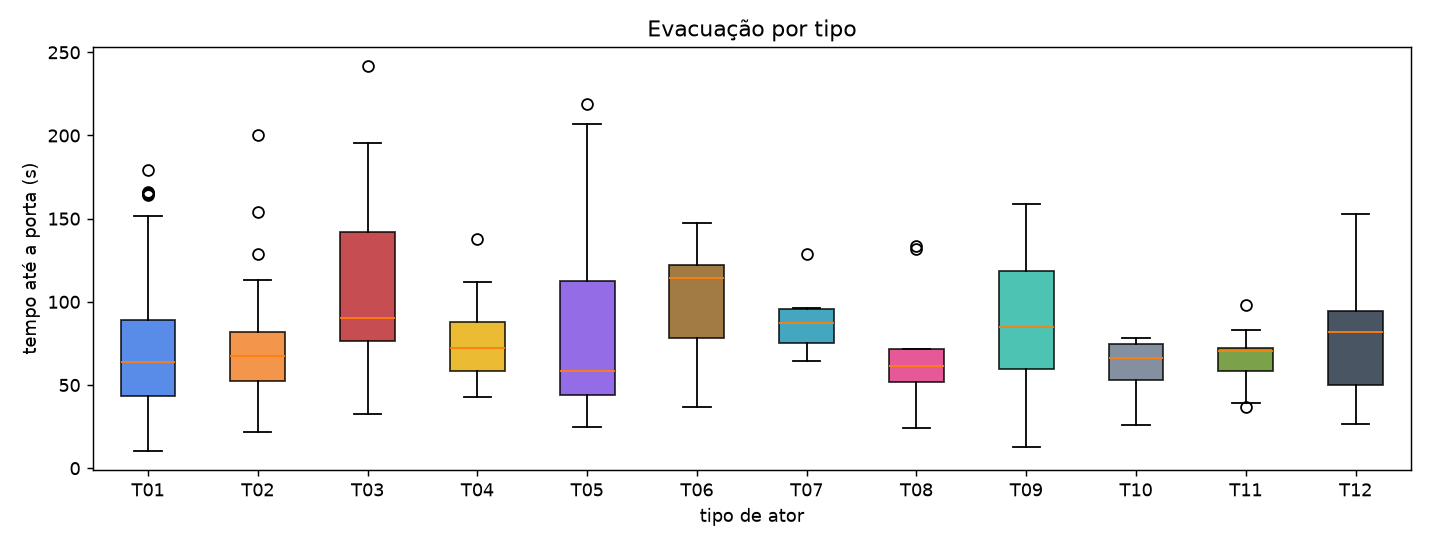 Evacuação por tipo
tempo até a porta (s)
250
200
150
100
50
0
T01 T02 T03 T04 T05 T06 T07 T08 T09 T10 T11 T12
tipo de ator